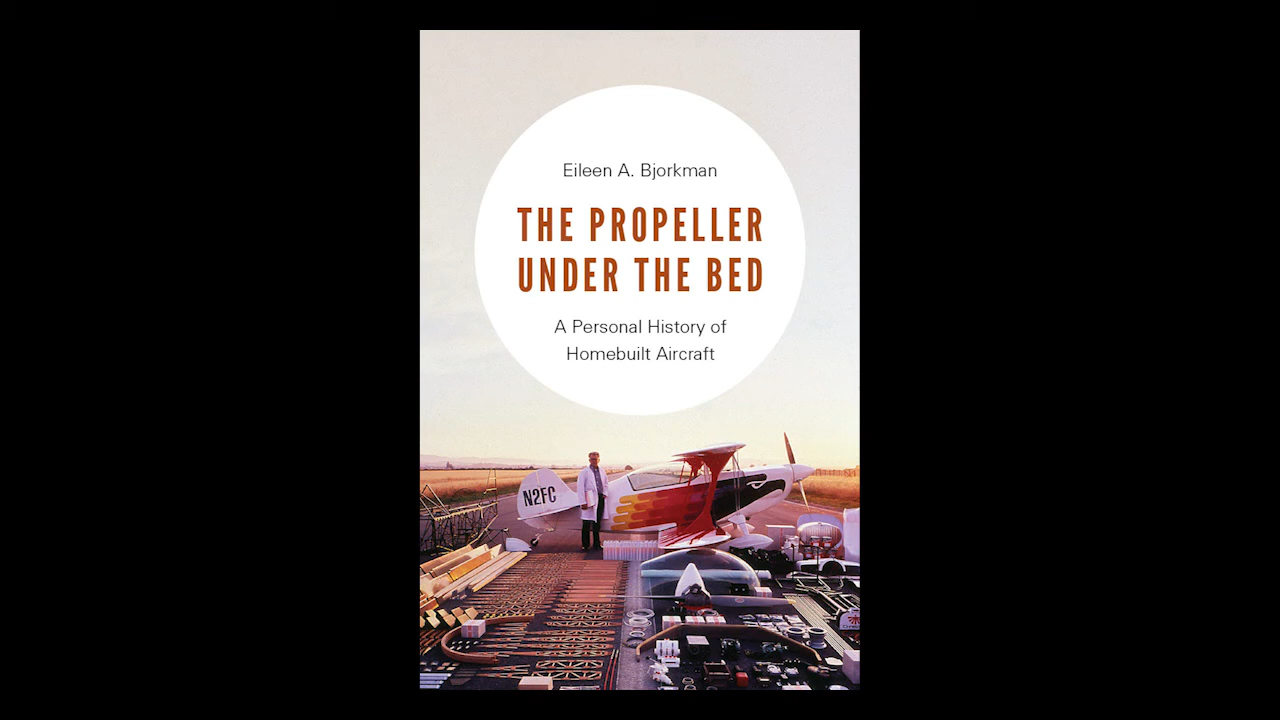 Eileen A. Bjorkman
THE PROPELLER
UNDER THE BED
A Personal History of
Homebuilt Aircraft
N2FC